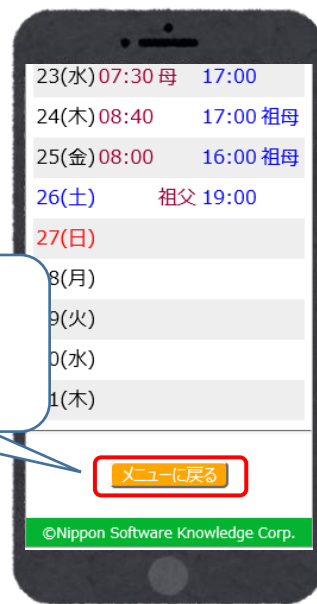 23(水) 07:30 母 17:00
24(木) 08:40 17:00 祖母
25(金) 08:00 16:00 祖母
26(土) 祖父 19:00
27(日)
8(月)
9(火)
0(水)
1(木)
メニューに戻る
©Nippon Software Knowledge Corp.